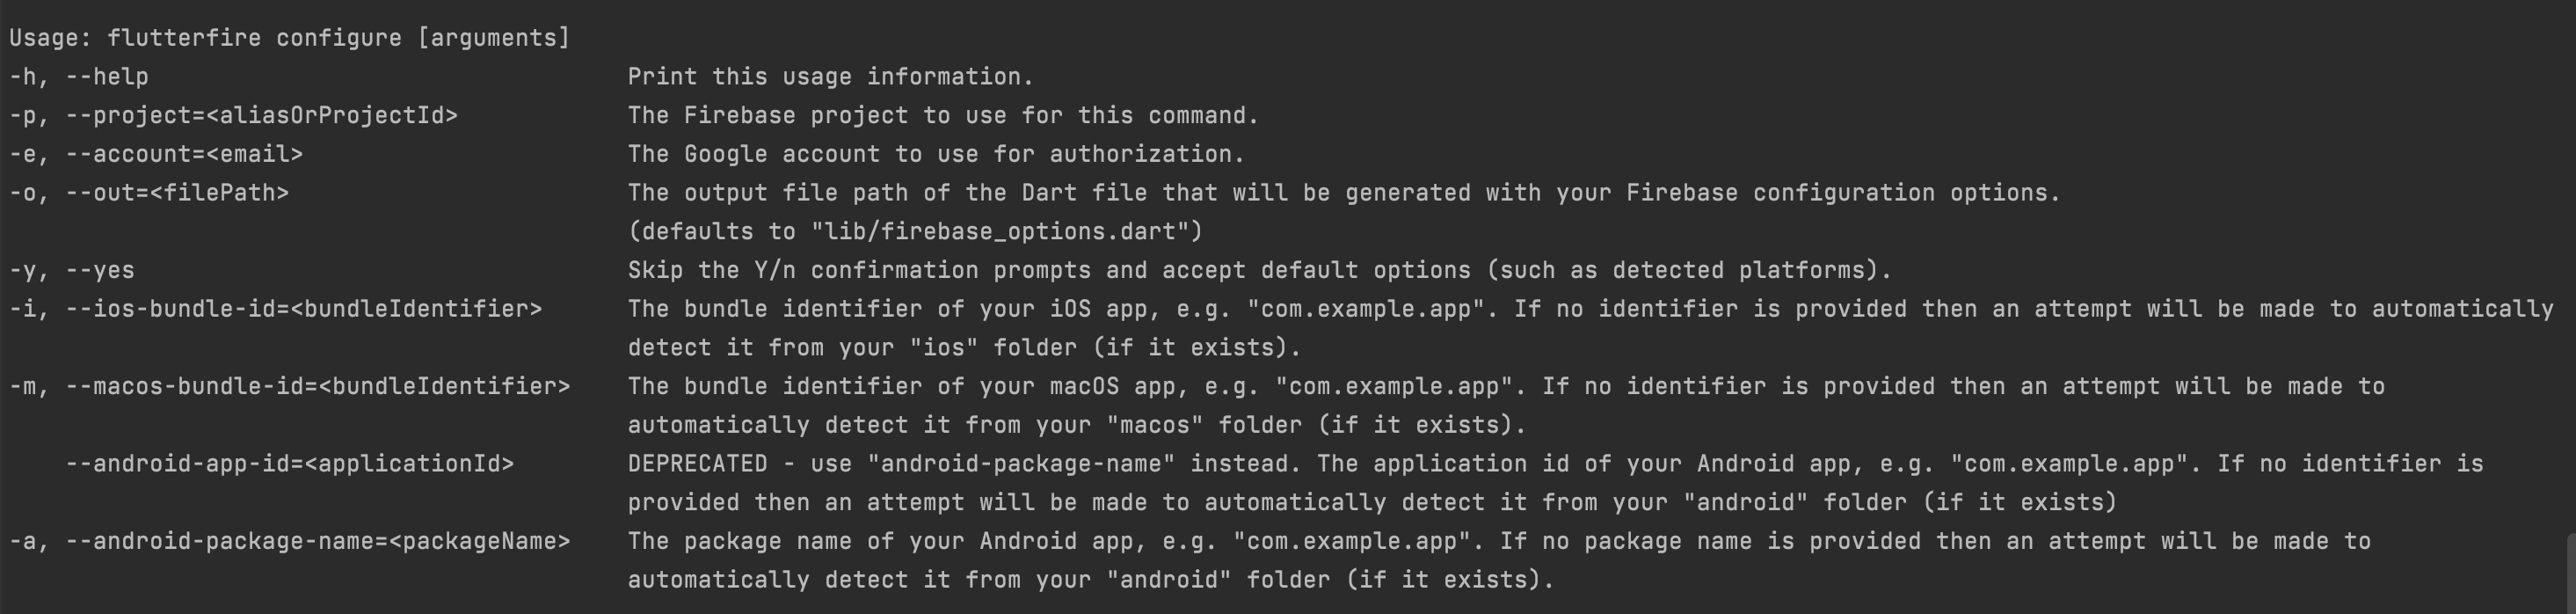 Usage: flutterfire configure [arguments]
-h, --help                          Print this usage information.
-p, --project=<aliasOrProjectId>    The Firebase project to use for this command.
-e, --account=<email>               The Google account to use for authorization.
-o, --out=<filePath>                The output file path of the Dart file that will be generated with your Firebase configuration options.
                                    (defaults to "lib/firebase_options.dart")
-y, --yes                           Skip the Y/n confirmation prompts and accept default options (such as detected platforms).
-i, --ios-bundle-id=<bundleIdentifier>      The bundle identifier of your iOS app, e.g. "com.example.app". If no identifier is provided then an attempt will be made to automatically
                                    detect it from your "ios" folder (if it exists).
-m, --macos-bundle-id=<bundleIdentifier>    The bundle identifier of your macOS app, e.g. "com.example.app". If no identifier is provided then an attempt will be made to
                                    automatically detect it from your "macos" folder (if it exists).
    --android-app-id=<applicationId>        DEPRECATED - use "android-package-name" instead. The application id of your Android app, e.g. "com.example.app". If no identifier is
                                    provided then an attempt will be made to automatically detect it from your "android" folder (if it exists)
-a, --android-package-name=<packageName>    The package name of your Android app, e.g. "com.example.app". If no package name is provided then an attempt will be made to
                                    automatically detect it from your "android" folder (if it exists).